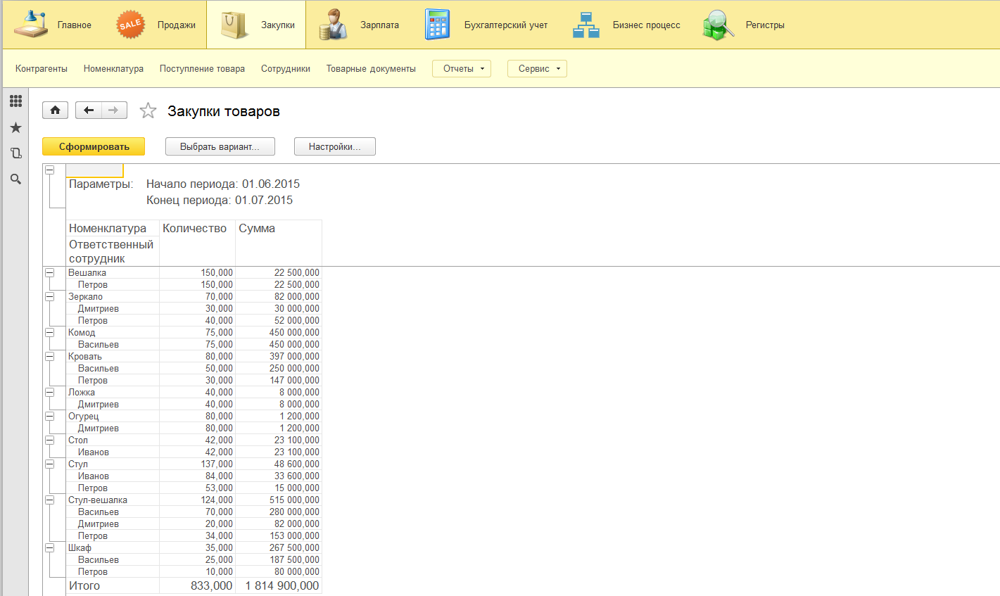 Главное SALE Продажи Закупки Зарплата Бухгалтерский учет Бизнес процесс Регистры
Контрагенты Номенклатура Поступление товара Сотрудники Товарные документы Отчеты Сервис
Закупки товаров
Сформировать Выбрать вариант... Настройки...
Параметры: Начало периода: 01.06.2015
Конец периода: 01.07.2015
Номенклатура Количество Сумма
Ответственный
сотрудник
Вешалка 150,000 22 500,000
Петров 150,000 22 500,000
Зеркало 70,000 82 000,000
Дмитриев 30,000 30 000,000
Петров 40,000 52 000,000
Комод 75,000 450 000,000
Васильев 75,000 450 000,000
Кровать 80,000 397 000,000
Васильев 50,000 250 000,000
Петров 30,000 147 000,000
Ложка 40,000 8 000,000
Дмитриев 40,000 8 000,000
Огурец 80,000 1 200,000
Дмитриев 80,000 1 200,000
Стол 42,000 23 100,000
Иванов 42,000 23 100,000
Стул 137,000 48 600,000
Иванов 84,000 33 600,000
Петров 53,000 15 000,000
Стул-вешалка 124,000 515 000,000
Васильев 70,000 280 000,000
Дмитриев 20,000 82 000,000
Петров 34,000 153 000,000
Шкаф 35,000 267 500,000
Васильев 25,000 187 500,000
Петров 10,000 80 000,000
Итого 833,000 1 814 900,000